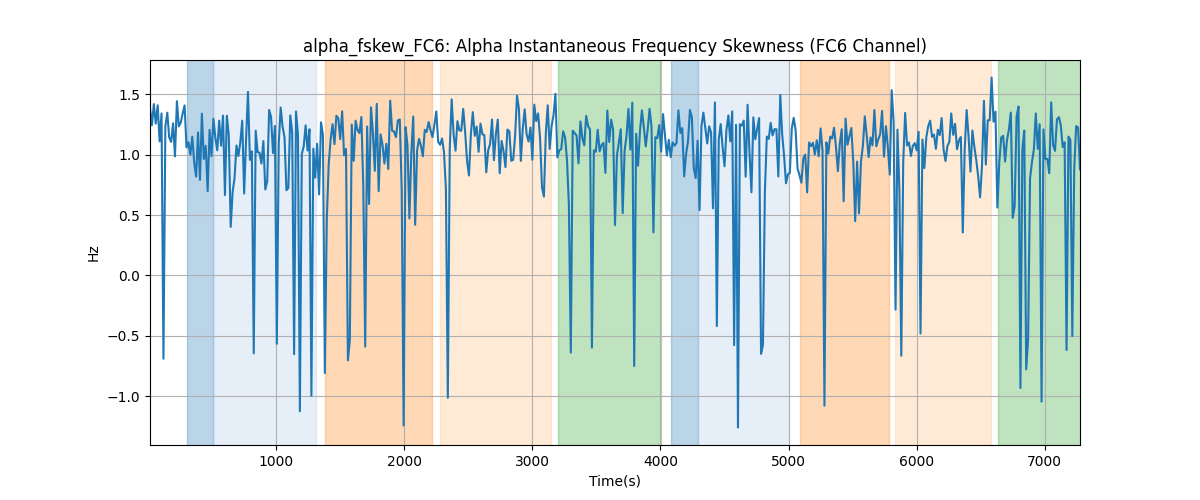 alpha_fskew_FC6: Alpha Instantaneous Frequency Skewness (FC6 Channel)
Hz
1.5
1.0
0.5
0.0
−0.5
−1.0
1000 2000 3000 4000 5000 6000 7000
Time(s)